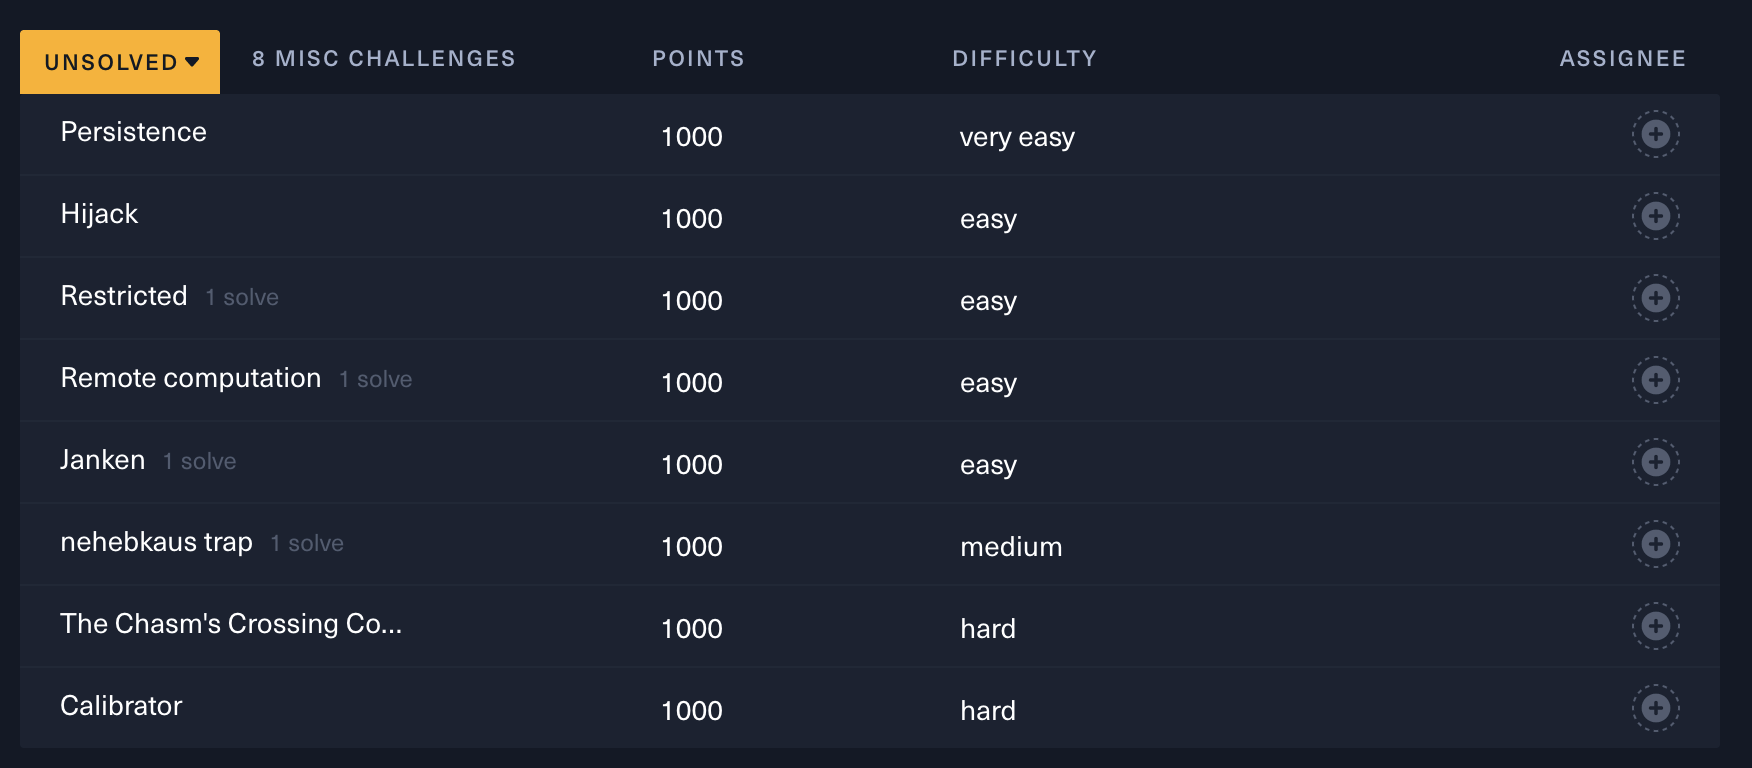 UNSOLVED 8 MISC CHALLENGES POINTS DIFFICULTY ASSIGNEE
Persistence 1000 very easy
Hijack 1000 easy
Restricted 1 solve 1000 easy
Remote computation 1 solve 1000 easy
Janken 1 solve 1000 easy
nehebkaus trap 1 solve 1000 medium
The Chasm's Crossing Co... 1000 hard
Calibrator 1000 hard